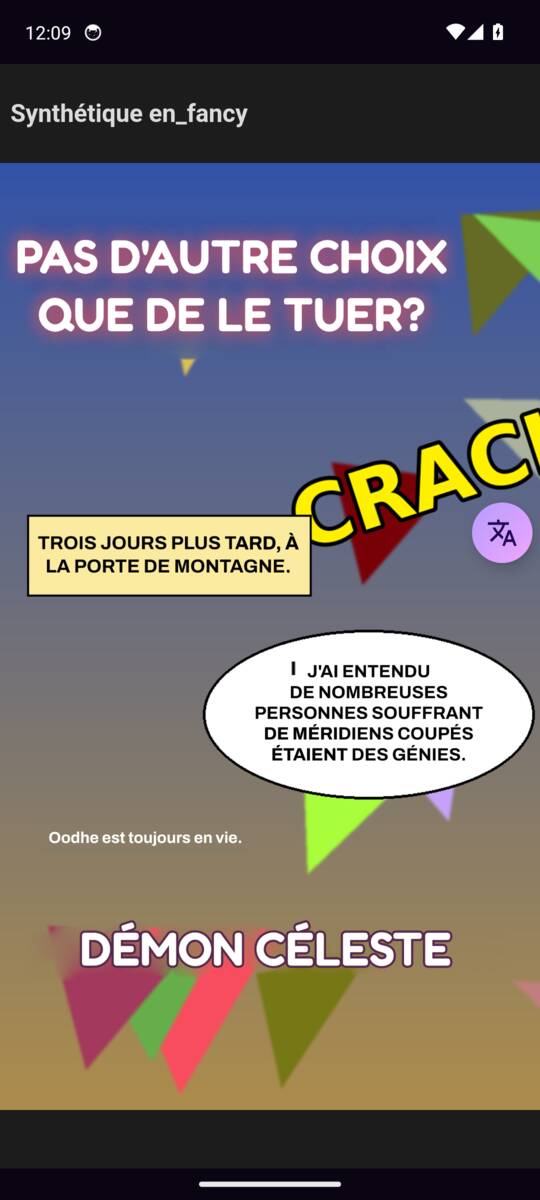 12:09
Synthétique en_fancy
PAS D'AUTRE CHOIX
QUE DE LE TUER?
TROIS JOURS PLUS TARD, À
LA PORTE DE MONTAGNE.
I J'AI ENTENDU
DE NOMBREUSES
PERSONNES SOUFFRANT
DE MÉRIDIENS COUPÉS
ÉTAIENT DES GÉNIES.
Oodhe est toujours en vie.
DÉMON CÉLESTE